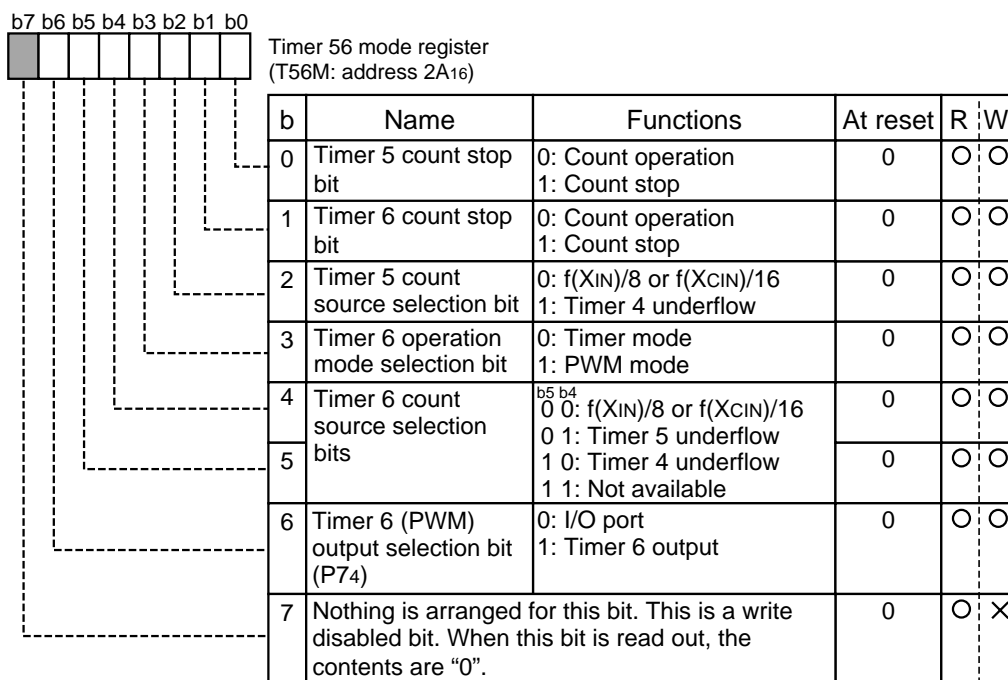 b7 b6 b5 b4 b3 b2 b1 b0
Timer 56 mode register
(T56M: address 2A16)
b Name Functions At reset R W
0 Timer 5 count stop bit 0: Count operation 0 O O
1: Count stop
1 Timer 6 count stop bit 0: Count operation 0 O O
1: Count stop
2 Timer 5 count source selection bit 0: f(XIN)/8 or f(XCIN)/16 0 O O
1: Timer 4 underflow
3 Timer 6 operation mode selection bit 0: Timer mode 0 O O
1: PWM mode
4 Timer 6 count source selection bits b5 b4 0 O O
0 0: f(XIN)/8 or f(XCIN)/16
0 1: Timer 5 underflow
5 1 0: Timer 4 underflow 0 O O
1 1: Not available
6 Timer 6 (PWM) output selection bit (P74) 0: I/O port 0 O O
1: Timer 6 output
7 Nothing is arranged for this bit. This is a write 0 O ×
disabled bit. When this bit is read out, the
contents are “0”.